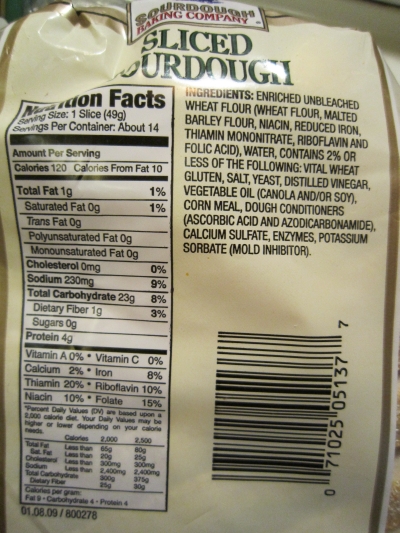 SOURDOUGH
BAKING COMPANY
SLICED
SOURDOUGH
Nutrition Facts
Serving Size: 1 Slice (49g)
Servings Per Container: About 14
Amount Per Serving
Calories 120 Calories From Fat 10
Total Fat 1g 1%
Saturated Fat 0g 1%
Trans Fat 0g
Polyunsaturated Fat 0g
Monounsaturated Fat 0g
Cholesterol 0mg 0%
Sodium 230mg 9%
Total Carbohydrate 23g 8%
Dietary Fiber 1g 3%
Sugars 0g
Protein 4g
Vitamin A 0% * Vitamin C 0%
Calcium 2% * Iron 8%
Thiamin 20% * Riboflavin 10%
Niacin 10% * Folate 15%
*Percent Daily Values (DV) are based upon a
2,000 calorie diet. Your Daily Values may be
higher or lower depending on your calorie
needs.
Calories 2,000 2,500
Total Fat Less than 65g 80g
Sat. Fat Less than 20g 25g
Cholesterol Less than 300mg 300mg
Sodium Less than 2,400mg 2,400mg
Total Carbohydrate 300g 375g
Dietary Fiber 25g 30g
Calories per gram:
Fat 9 * Carbohydrate 4 * Protein 4
01.08.09 / 800278
INGREDIENTS: ENRICHED UNBLEACHED
WHEAT FLOUR (WHEAT FLOUR, MALTED
BARLEY FLOUR, NIACIN, REDUCED IRON,
THIAMIN MONONITRATE, RIBOFLAVIN AND
FOLIC ACID), WATER, CONTAINS 2% OR
LESS OF THE FOLLOWING: VITAL WHEAT
GLUTEN, SALT, YEAST, DISTILLED VINEGAR,
VEGETABLE OIL (CANOLA AND/OR SOY),
CORN MEAL, DOUGH CONDITIONERS
(ASCORBIC ACID AND AZODICARBONAMIDE),
CALCIUM SULFATE, ENZYMES, POTASSIUM
SORBATE (MOLD INHIBITOR).
0 71025 05137 7